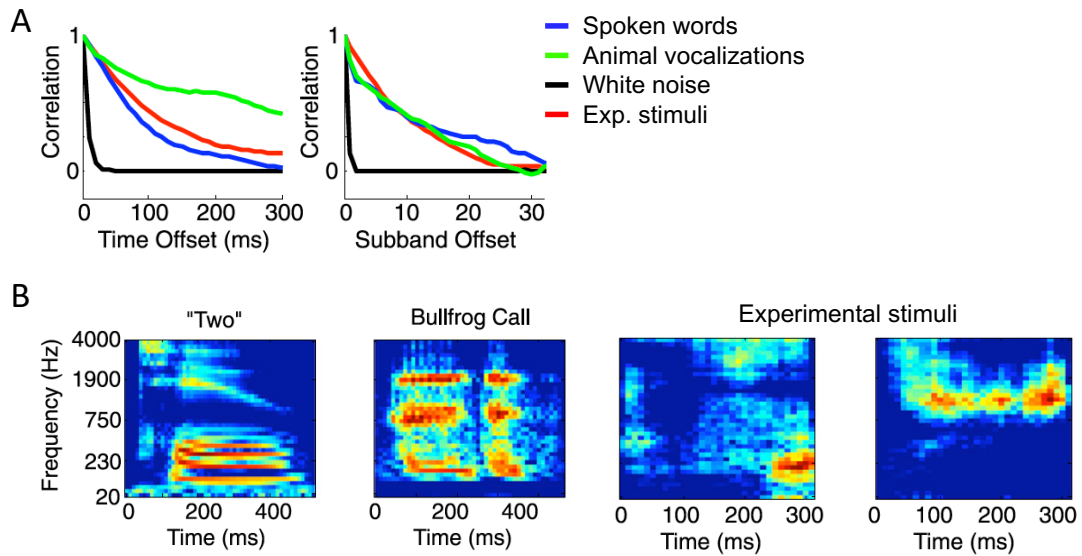 A
Correlation
1
0
0
100
200
300
Time Offset (ms)
Correlation
1
0
0
10
20
30
Subband Offset
Spoken words
Animal vocalizations
White noise
Exp. stimuli
B
"Two"
Bullfrog Call
Experimental stimuli
Frequency (Hz)
4000
1900
750
230
20
0
200
400
Time (ms)
0
200
400
Time (ms)
0
100
200
300
Time (ms)
0
100
200
300
Time (ms)